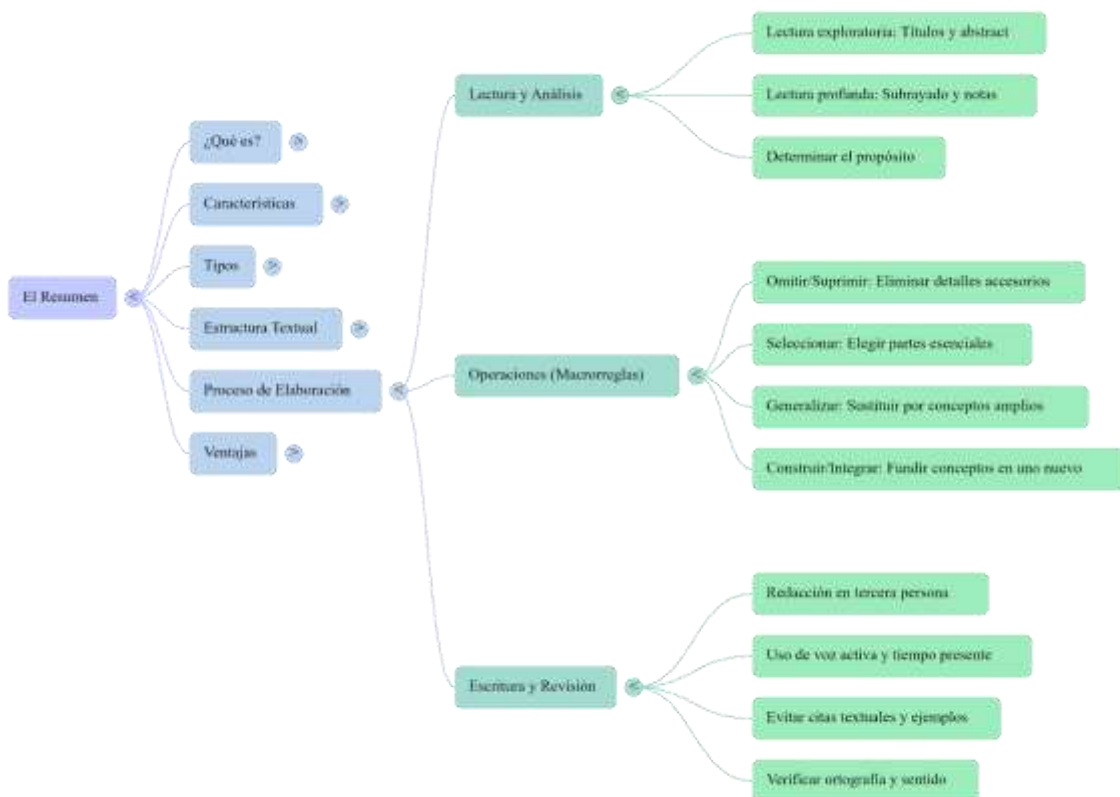 El Resumen
¿Qué es?
Características
Tipos
Estructura Textual
Proceso de Elaboración
Ventajas
Lectura y Análisis
Lectura exploratoria: Títulos y abstract
Lectura profunda: Subrayado y notas
Determinar el propósito
Operaciones (Macrorreglas)
Omitir/Suprimir: Eliminar detalles accesorios
Seleccionar: Elegir partes esenciales
Generalizar: Sustituir por conceptos amplios
Construir/Integrar: Fundir conceptos en uno nuevo
Escritura y Revisión
Redacción en tercera persona
Uso de voz activa y tiempo presente
Evitar citas textuales y ejemplos
Verificar ortografía y sentido